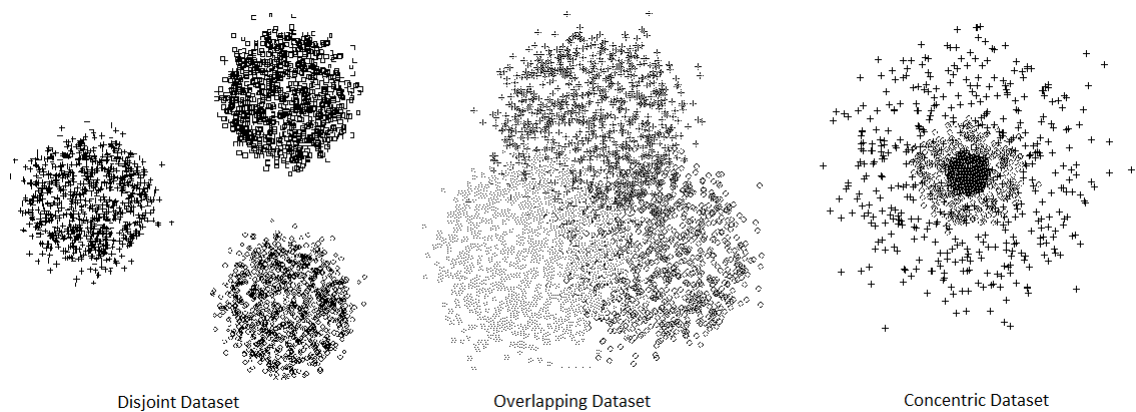 Disjoint Dataset
Overlapping Dataset
Concentric Dataset